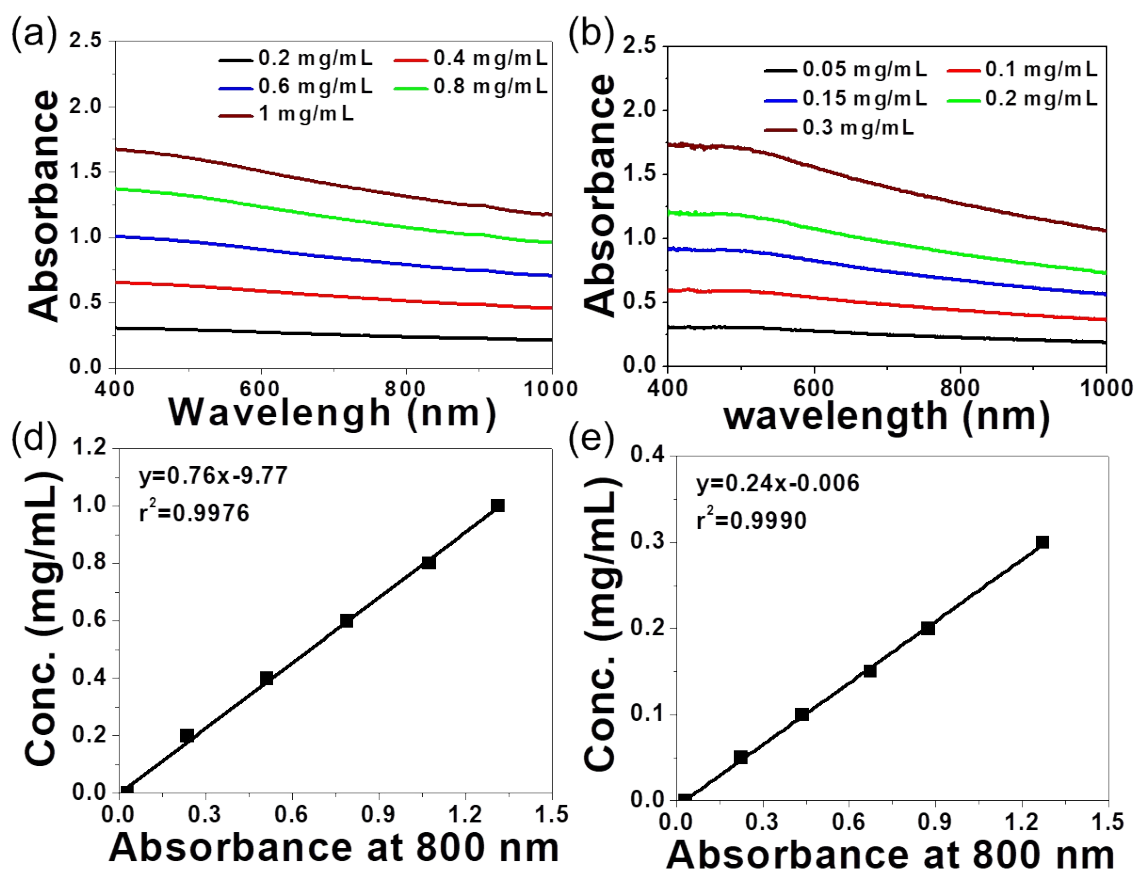 (a)
2.5
2.0
1.5
1.0
0.5
0.0
Absorbance
0.2 mg/mL 0.4 mg/mL
0.6 mg/mL 0.8 mg/mL
1 mg/mL
400 600 800 1000
Wavelengh (nm)
(b)
2.5
2.0
1.5
1.0
0.5
0.0
Absorbance
0.05 mg/mL 0.1 mg/mL
0.15 mg/mL 0.2 mg/mL
0.3 mg/mL
400 600 800 1000
wavelength (nm)
(d)
1.2
1.0
0.8
0.6
0.4
0.2
0.0
Conc. (mg/mL)
y=0.76x-9.77
r²=0.9976
0.0 0.3 0.6 0.9 1.2 1.5
Absorbance at 800 nm
(e)
0.4
0.3
0.2
0.1
0.0
Conc. (mg/mL)
y=0.24x-0.006
r²=0.9990
0.0 0.3 0.6 0.9 1.2 1.5
Absorbance at 800 nm